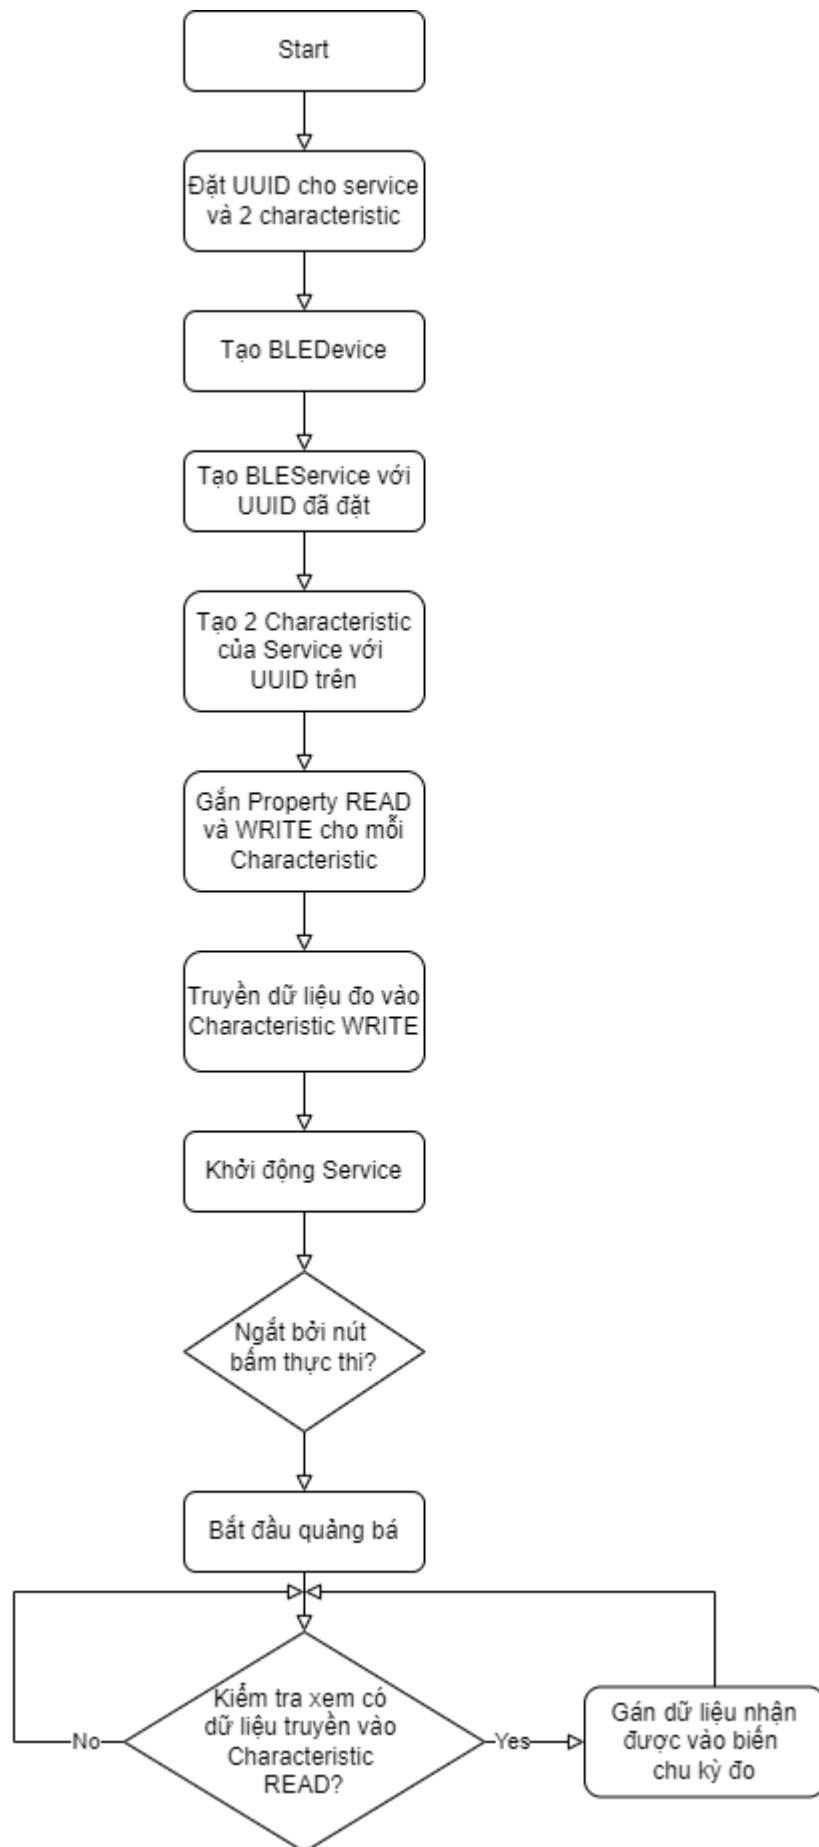 Start
Đặt UUID cho service
và 2 characteristic
Tạo BLEDevice
Tạo BLEService với
UUID đã đặt
Tạo 2 Characteristic
của Service với
UUID trên
Gắn Property READ
và WRITE cho mỗi
Characteristic
Truyền dữ liệu đo vào
Characteristic WRITE
Khởi động Service
Ngắt bởi nút
bấm thực thi?
Bắt đầu quảng bá
Kiểm tra xem có
dữ liệu truyền vào
Characteristic
READ?
No
Yes
Gán dữ liệu nhận
được vào biến
chu kỳ đo